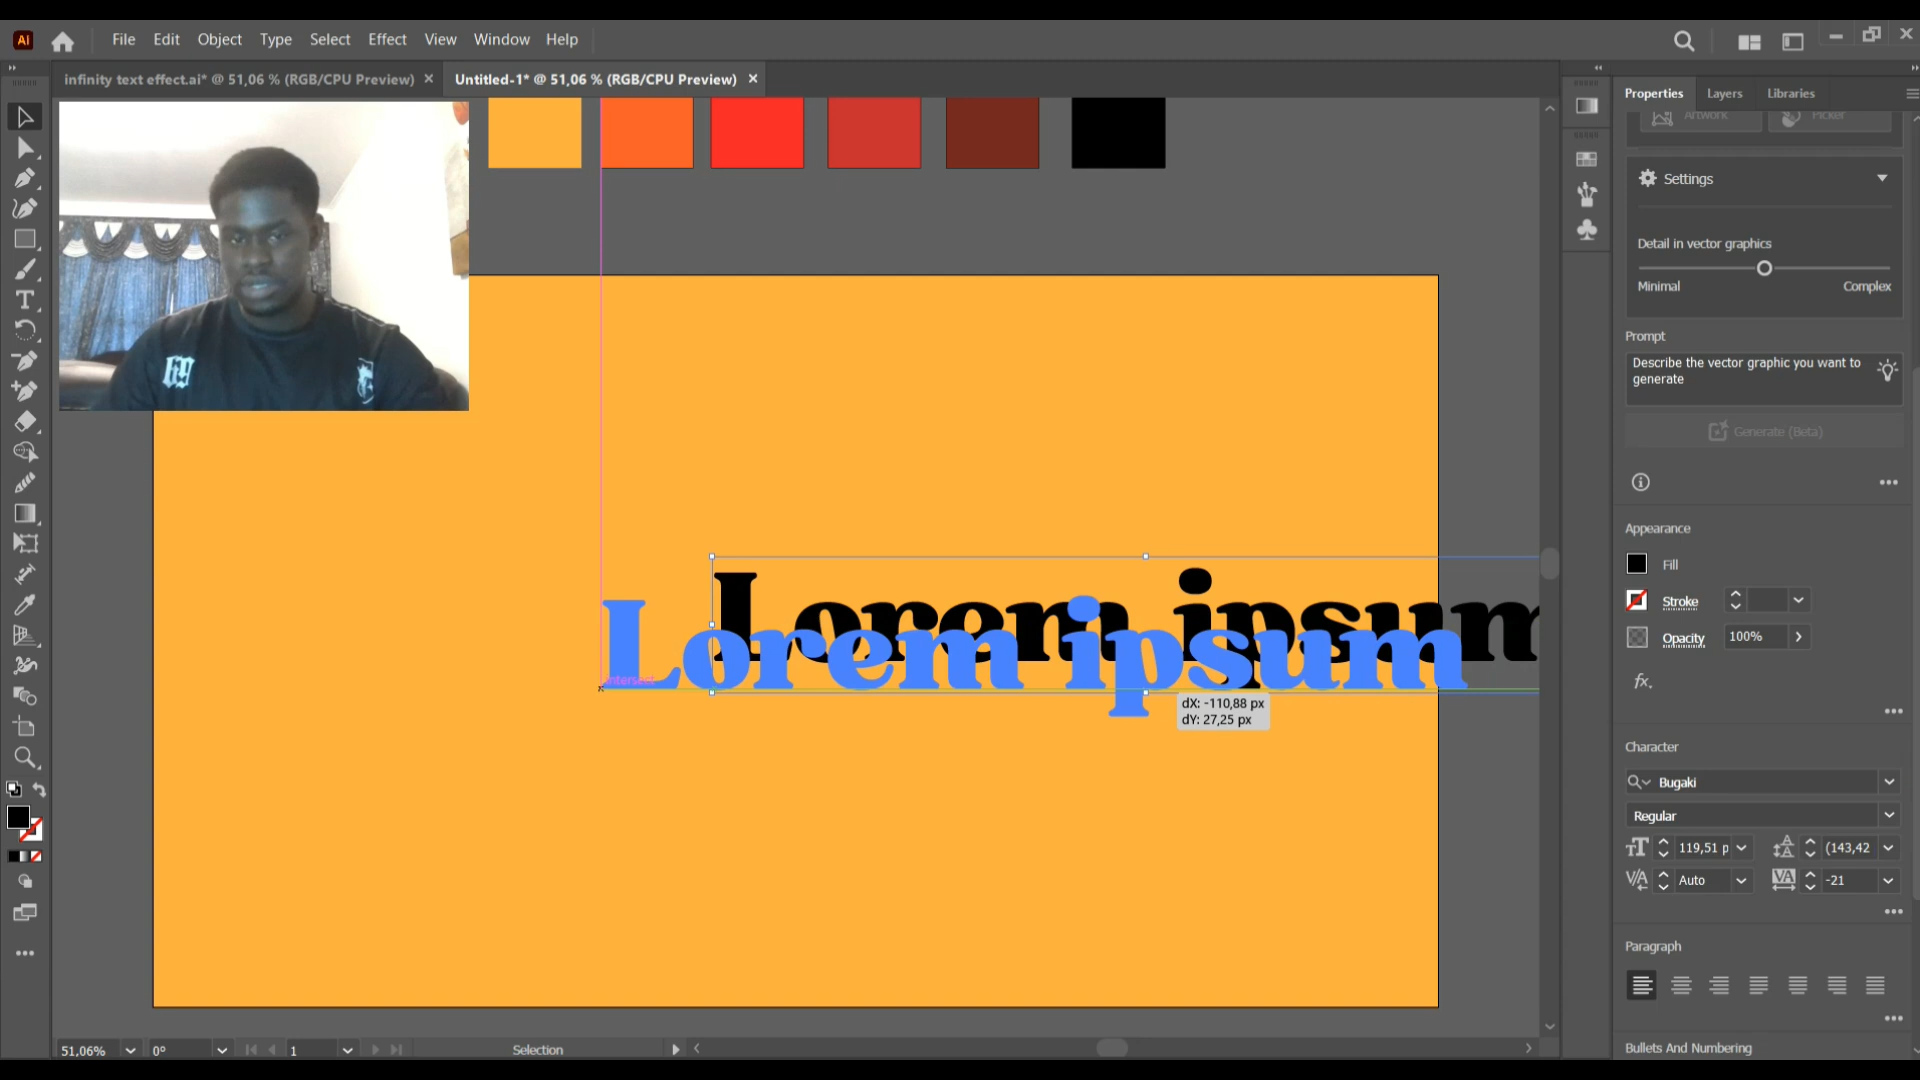 Ai
File Edit Object Type Select Effect View Window Help
infinity text effect.ai* @ 51,06 % (RGB/CPU Preview) ×
Untitled-1* @ 51,06 % (RGB/CPU Preview) ×
Properties Layers Libraries
Artwork Picker
Settings
Detail in vector graphics
Minimal Complex
Prompt
Describe the vector graphic you want to
generate
Generate (Beta)
Appearance
Fill
Stroke
Opacity 100%
fx.
Character
Bugaki
Regular
119,51 p (143,42
Auto -21
Paragraph
Bullets And Numbering
69
Lorem ipsum
Lorem ipsum
intersect
dX: -110,88 px
dY: 27,25 px
51,06% 0° 1 Selection